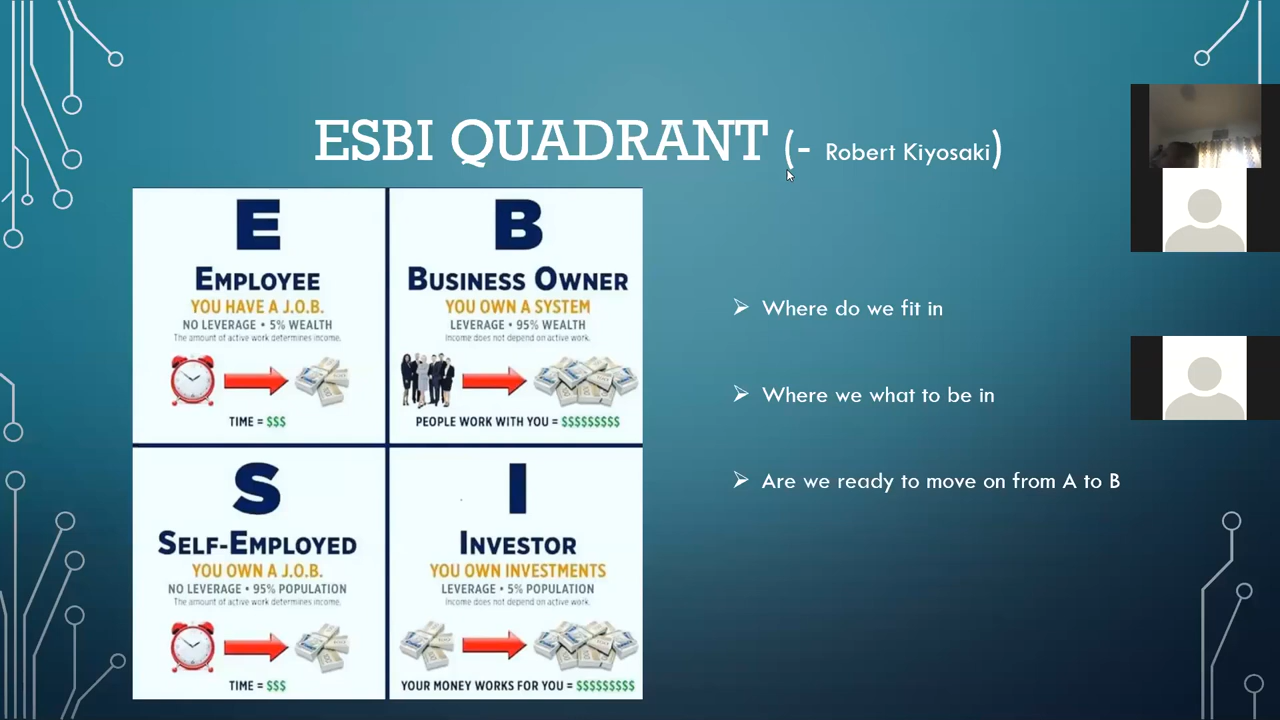 ESBI QUADRANT (- Robert Kiyosaki)
E
EMPLOYEE
YOU HAVE A J.O.B.
NO LEVERAGE • 5% WEALTH
The amount of active work determines income.
TIME = $$$
B
BUSINESS OWNER
YOU OWN A SYSTEM
LEVERAGE • 95% WEALTH
Income does not depend on active work.
PEOPLE WORK WITH YOU = $$$$$$$$$
S
SELF-EMPLOYED
YOU OWN A J.O.B.
NO LEVERAGE • 95% POPULATION
The amount of active work determines income.
TIME = $$$
I
INVESTOR
YOU OWN INVESTMENTS
LEVERAGE • 5% POPULATION
Income does not depend on active work.
YOUR MONEY WORKS FOR YOU = $$$$$$$$$
Where do we fit in
Where we what to be in
Are we ready to move on from A to B